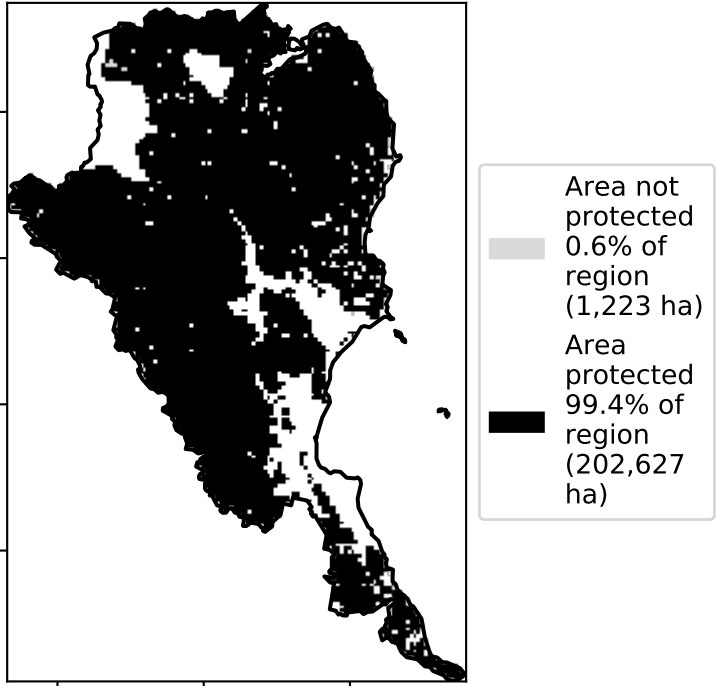 Area not
protected
0.6% of
region
(1,223 ha)
Area
protected
99.4% of
region
(202,627
ha)